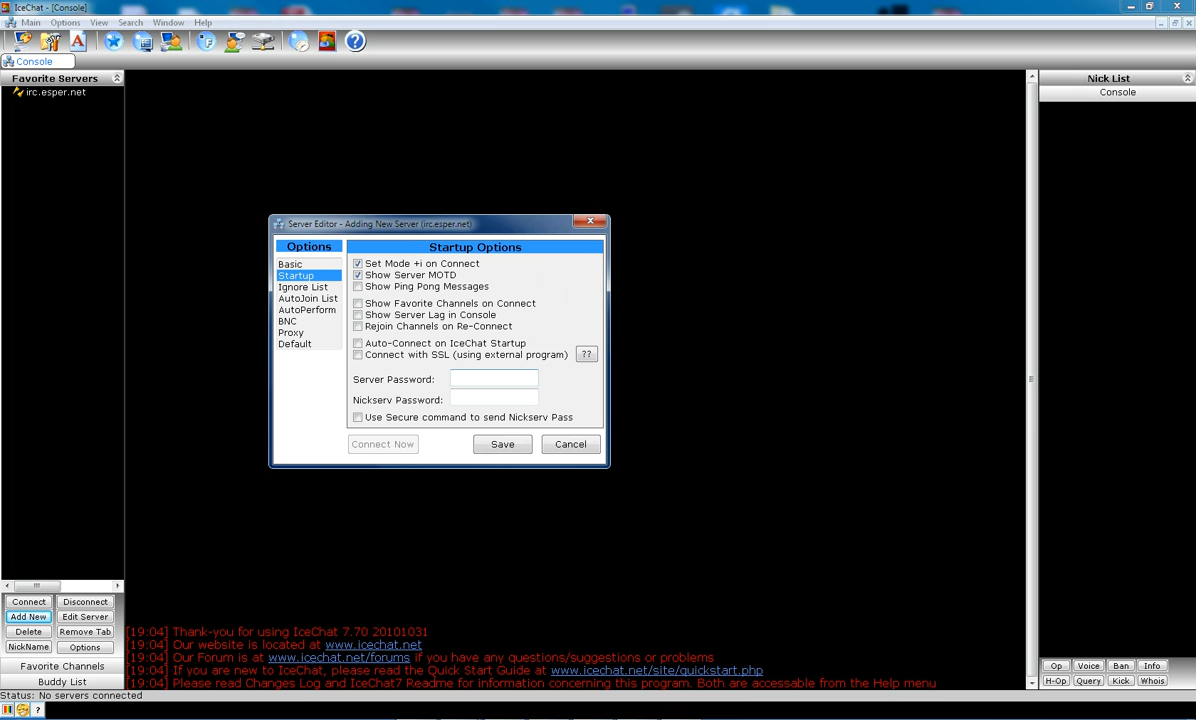 IceChat - [Console]
Main Options View Search Window Help
Console
Favorite Servers
irc.esper.net
Nick List
Console
Server Editor - Adding New Server (irc.esper.net)
Options
Basic
Startup
Ignore List
AutoJoin List
AutoPerform
BNC
Proxy
Default
Startup Options
Set Mode +i on Connect
Show Server MOTD
Show Ping Pong Messages
Show Favorite Channels on Connect
Show Server Lag in Console
Rejoin Channels on Re-Connect
Auto-Connect on IceChat Startup
Connect with SSL (using external program) ??
Server Password:
Nickserv Password:
Use Secure command to send Nickserv Pass
Connect Now Save Cancel
Connect Disconnect
Add New Edit Server
Delete Remove Tab
NickName Options
Favorite Channels
Buddy List
[19:04] Thank-you for using IceChat 7.70 20101031
[19:04] Our website is located at www.icechat.net
[19:04] Our Forum is at www.icechat.net/forums if you have any questions/suggestions or problems
[19:04] If you are new to IceChat, please read the Quick Start Guide at www.icechat.net/site/quickstart.php
[19:04] Please read Changes Log and IceChat7 Readme for information concerning this program. Both are accessable from the Help menu
Op Voice Ban Info
H-Op Query Kick Whois
Status: No servers connected